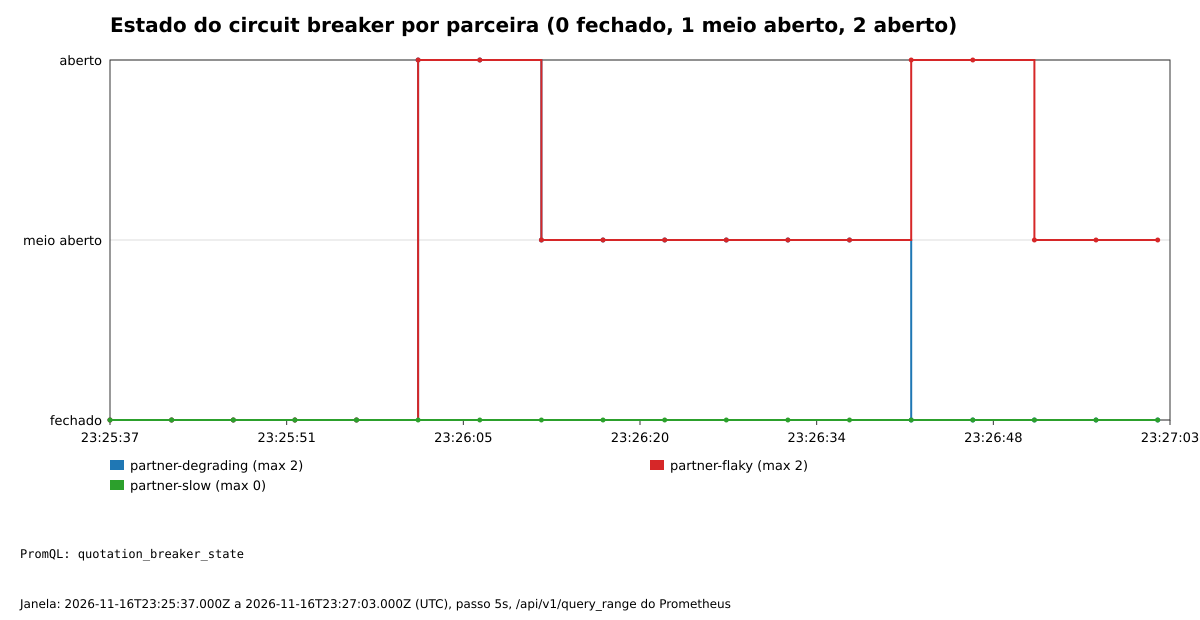 Estado do circuit breaker por parceira (0 fechado, 1 meio aberto, 2 aberto)
aberto
meio aberto
fechado
23:25:37 23:25:51 23:26:05 23:26:20 23:26:34 23:26:48 23:27:03
partner-degrading (max 2) partner-flaky (max 2)
partner-slow (max 0)
PromQL: quotation_breaker_state
Janela: 2026-11-16T23:25:37.000Z a 2026-11-16T23:27:03.000Z (UTC), passo 5s, /api/v1/query_range do Prometheus